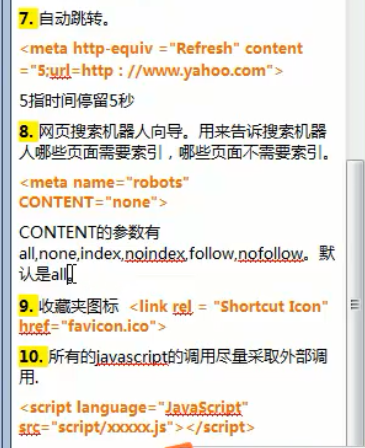 7. 自动跳转。
<meta http-equiv ="Refresh" content
="5;url=http：//www.yahoo.com">
5指时间停留5秒
8. 网页搜索机器人向导。用来告诉搜索机器
人哪些页面需要索引，哪些页面不需要索引。
<meta name="robots"
CONTENT="none">
CONTENT的参数有
all,none,index,noindex,follow,nofollow。默
认是all。
9. 收藏夹图标 <link rel = "Shortcut Icon"
href="favicon.ico">
10. 所有的javascript的调用尽量采取外部调
用.
<script language="JavaScript"
src="script/xxxxx.js"></script>